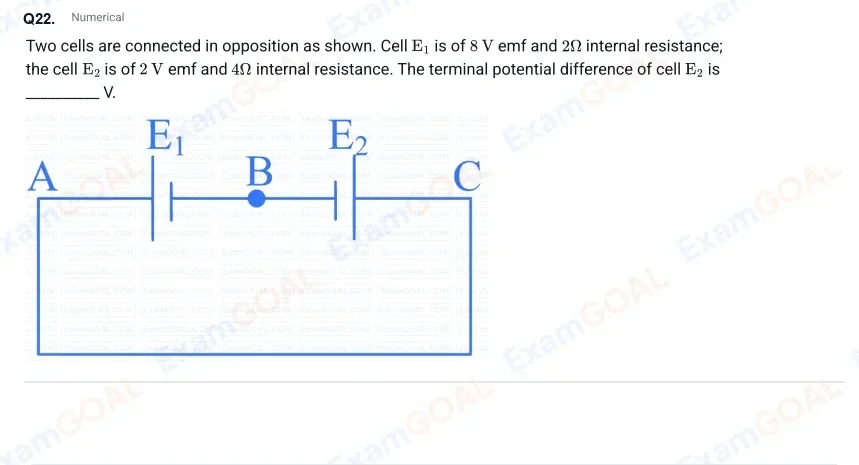 Q22. Numerical
Two cells are connected in opposition as shown. Cell E₁ is of 8 V emf and 2Ω internal resistance;
the cell E₂ is of 2 V emf and 4Ω internal resistance. The terminal potential difference of cell E₂ is
__________ V.
E₁ E₂
A B C
ExamGOAL